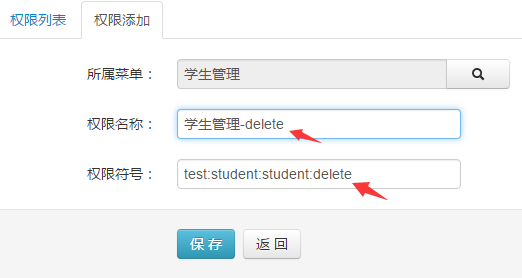 权限列表 权限添加
所属菜单： 学生管理
权限名称： 学生管理-delete
权限符号： test:student:student:delete
保 存 返 回